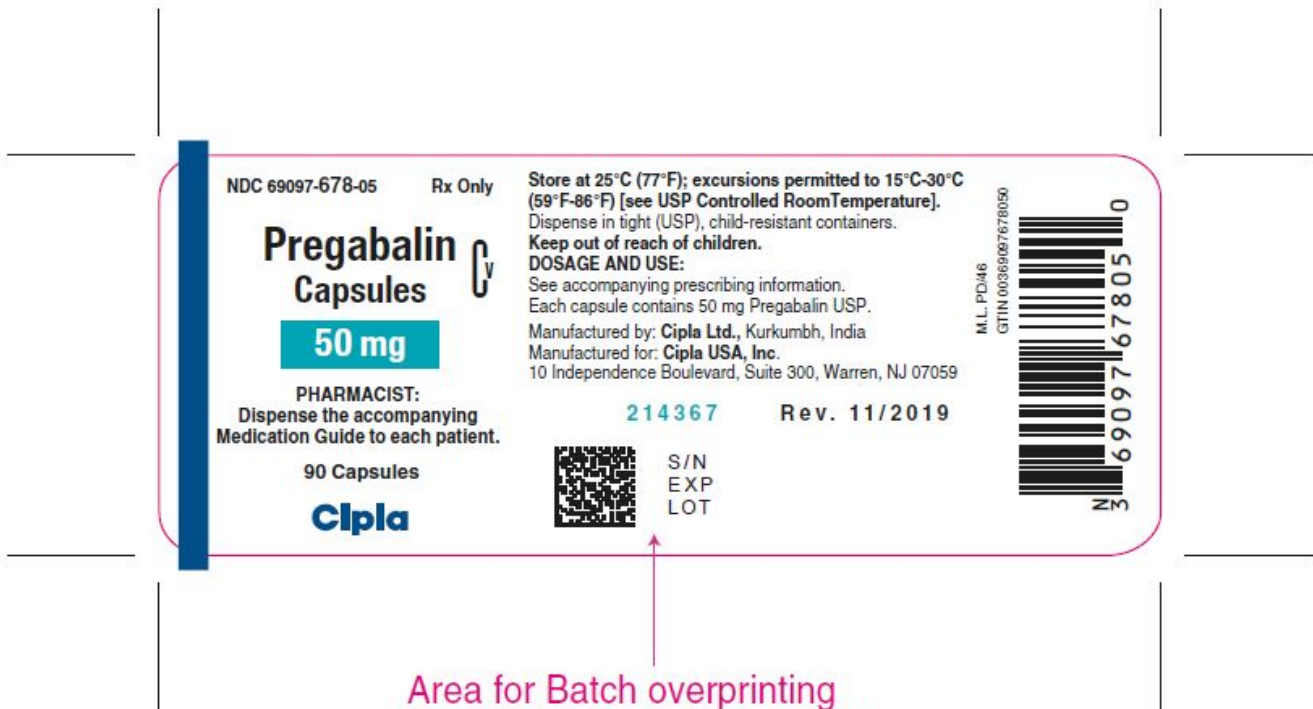 NDC 69097-678-05 Rx Only
Pregabalin CV
Capsules
50 mg
PHARMACIST:
Dispense the accompanying
Medication Guide to each patient.
90 Capsules
Cipla
Store at 25°C (77°F); excursions permitted to 15°C-30°C
(59°F-86°F) [see USP Controlled RoomTemperature].
Dispense in tight (USP), child-resistant containers.
Keep out of reach of children.
DOSAGE AND USE:
See accompanying prescribing information.
Each capsule contains 50 mg Pregabalin USP.
Manufactured by: Cipla Ltd., Kurkumbh, India
Manufactured for: Cipla USA, Inc.
10 Independence Boulevard, Suite 300, Warren, NJ 07059
214367 Rev. 11/2019
S/N
EXP
LOT
M.L. PD/46
GTIN 00369097678050
N
3 69097 67805 0
Area for Batch overprinting